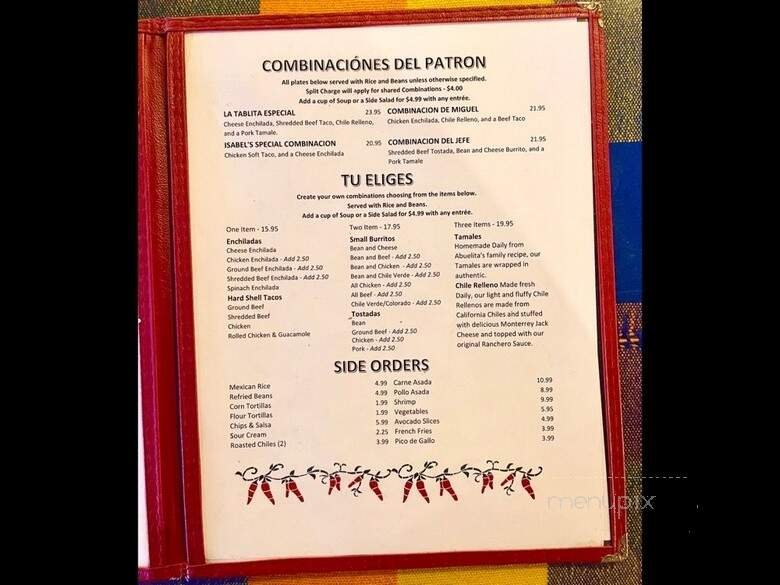 COMBINACIÓNES DEL PATRON
All plates below served with Rice and Beans unless otherwise specified.
Split Charge will apply for shared Combinations - $4.00
Add a cup of Soup or a Side Salad for $4.99 with any entrée.
LA TABLITA ESPECIAL 23.95
Cheese Enchilada, Shredded Beef Taco, Chile Relleno,
and a Pork Tamale.
COMBINACION DE MIGUEL 21.95
Chicken Enchilada, Chile Relleno, and a Beef Taco
ISABEL'S SPECIAL COMBINATION 20.95
Chicken Soft Taco, and a Cheese Enchilada
COMBINACION DEL JEFE 21.95
Shredded Beef Tostada, Bean and Cheese Burrito, and a
Pork Tamale
TU ELIGES
Create your own combinations choosing from the items below.
Served with Rice and Beans.
Add a cup of Soup or a Side Salad for $4.99 with any entrée.
One Item - 15.95
Enchiladas
Cheese Enchilada
Chicken Enchilada - Add 2.50
Ground Beef Enchilada - Add 2.50
Shredded Beef Enchilada - Add 2.50
Spinach Enchilada
Hard Shell Tacos
Ground Beef
Shredded Beef
Chicken
Rolled Chicken & Guacamole
Two Item - 17.95
Small Burritos
Bean and Cheese
Bean and Beef - Add 2.50
Bean and Chicken - Add 2.50
Bean and Chile Verde - Add 2.50
All Chicken - Add 2.50
All Beef - Add 2.50
Chile Verde/Colorado - Add 2.50
Tostadas
Bean
Ground Beef - Add 2.50
Chicken - Add 2.50
Pork - Add 2.50
Three Items - 19.95
Tamales
Homemade Daily from
Abuelita's family recipe, our
Tamales are wrapped in
authentic.
Chile Relleno Made fresh
Daily, our light and fluffy Chile
Rellenos are made from
California Chiles and stuffed
with delicious Monterrey Jack
Cheese and topped with our
original Ranchero Sauce.
SIDE ORDERS
Mexican Rice 4.99
Refried Beans 4.99
Corn Tortillas 1.99
Flour Tortillas 1.99
Chips & Salsa 5.99
Sour Cream 2.25
Roasted Chiles (2) 3.99
Carne Asada 10.99
Pollo Asada 8.99
Shrimp 9.99
Vegetables 5.95
Avocado Slices 4.99
French Fries 3.99
Pico de Gallo 3.99
menupix